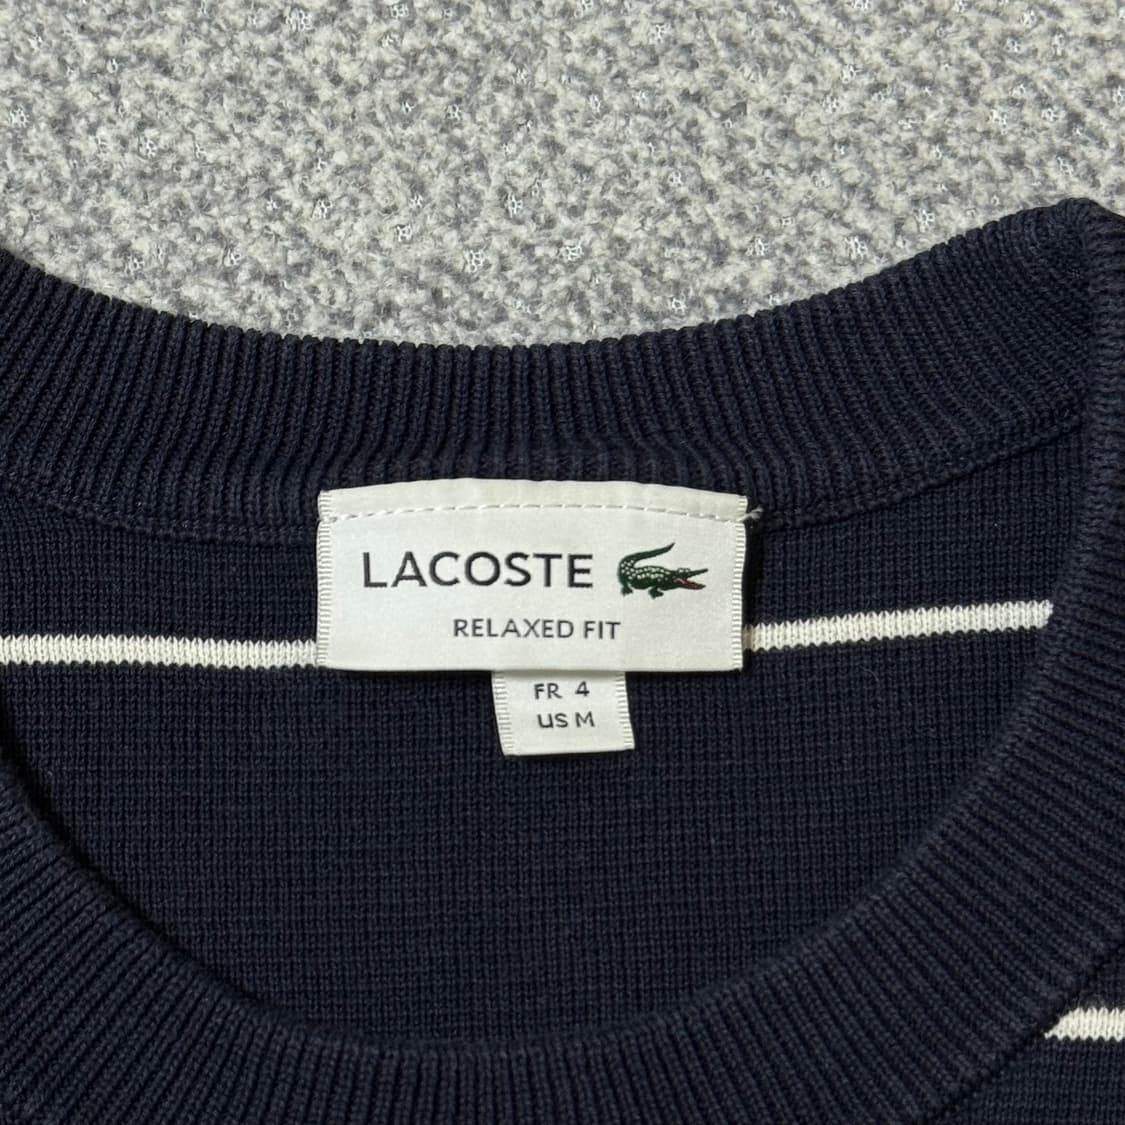 LACOSTE
RELAXED FIT
FR 4
US M